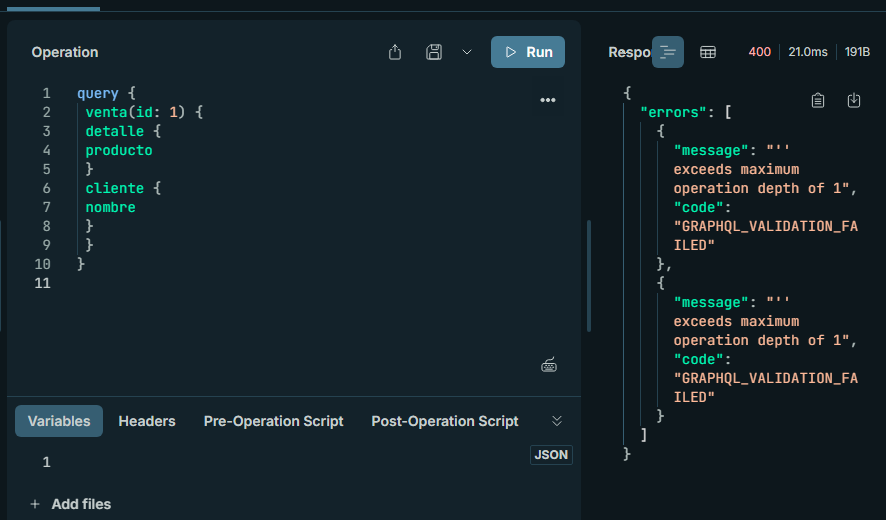 Operation
Run
1 query {
2 venta(id: 1) {
3 detalle {
4 producto
5 }
6 cliente {
7 nombre
8 }
9 }
10 }
11
Variables Headers Pre-Operation Script Post-Operation Script
1
JSON
+ Add files
Respo 400 21.0ms 191B
{
"errors": [
{
"message": "''
exceeds maximum
operation depth of 1",
"code":
"GRAPHQL_VALIDATION_FA
ILED"
},
{
"message": "''
exceeds maximum
operation depth of 1",
"code":
"GRAPHQL_VALIDATION_FA
ILED"
}
]
}